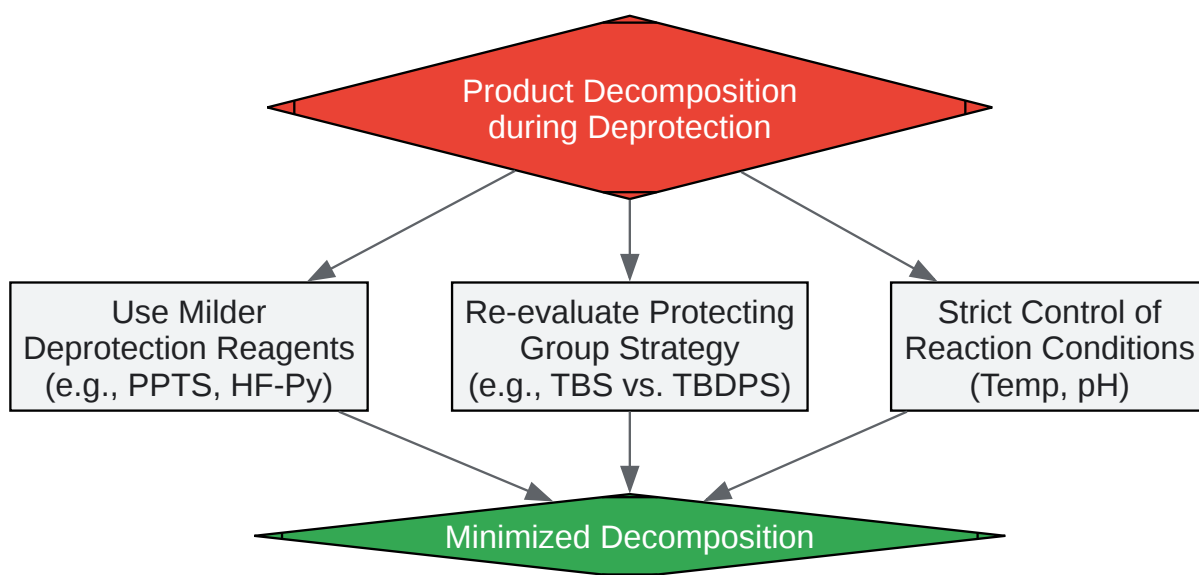 Product Decomposition
during Deprotection
Use Milder
Deprotection Reagents
(e.g., PPTS, HF-Py)
Re-evaluate Protecting
Group Strategy
(e.g., TBS vs. TBDPS)
Strict Control of
Reaction Conditions
(Temp, pH)
Minimized Decomposition